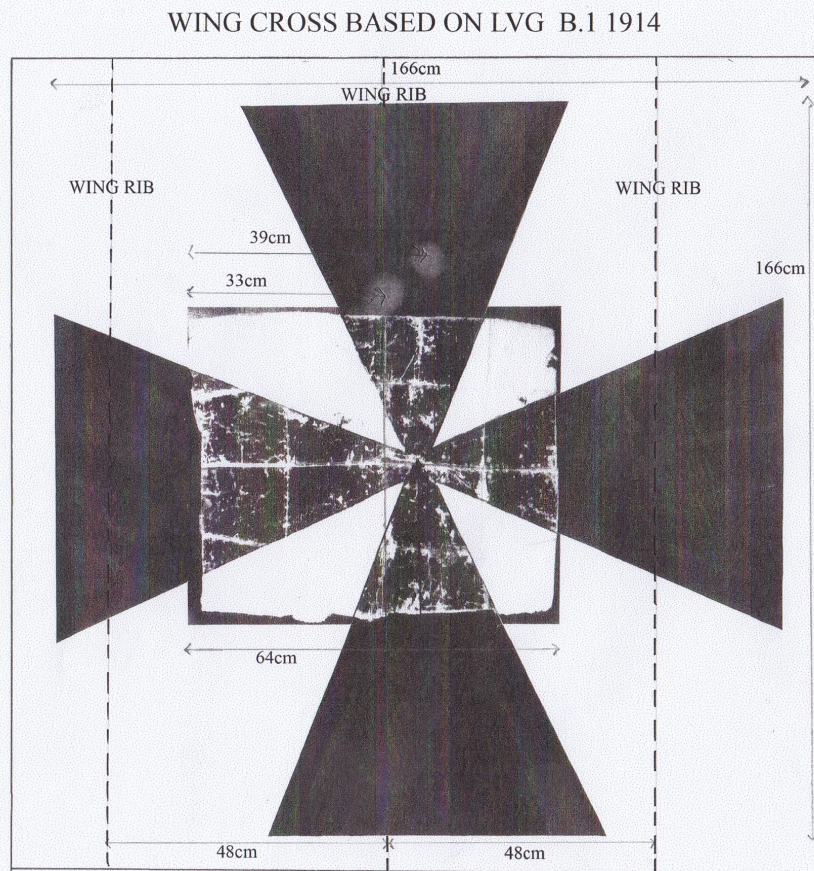 WING CROSS BASED ON LVG B.1 1914
166cm
WING RIB
WING RIB
WING RIB
39cm
166cm
33cm
64cm
48cm
48cm